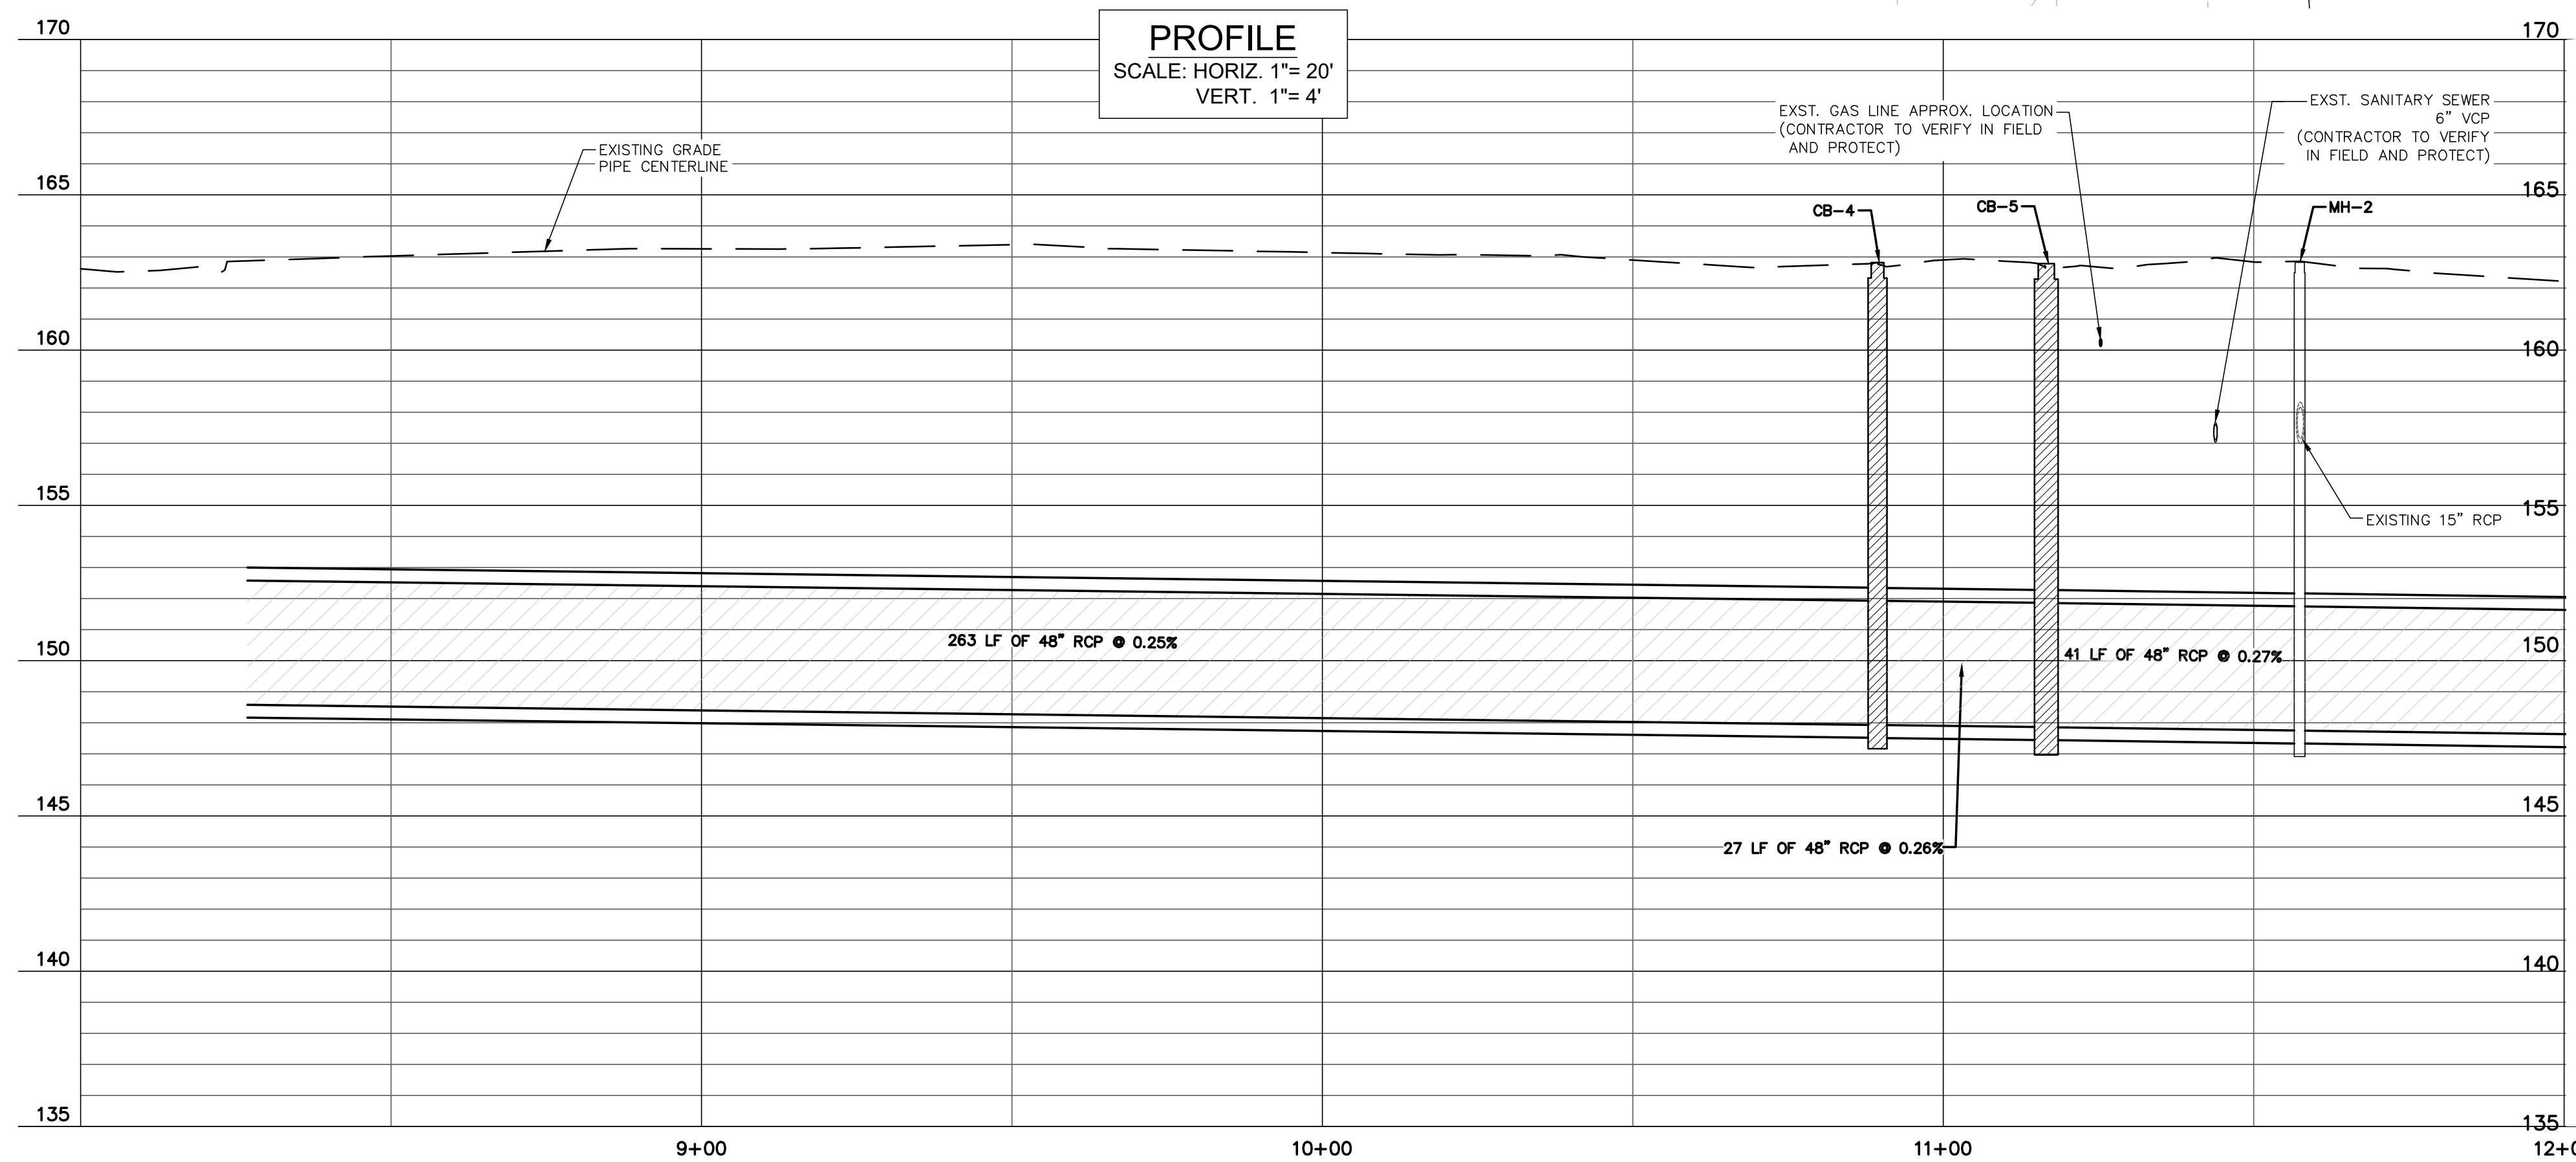 PROFILE
SCALE: HORIZ. 1"= 20'
VERT. 1"= 4'
170
170
EXST. GAS LINE APPROX. LOCATION
(CONTRACTOR TO VERIFY IN FIELD
AND PROTECT)
EXST. SANITARY SEWER
6" VCP
(CONTRACTOR TO VERIFY
IN FIELD AND PROTECT)
EXISTING GRADE
PIPE CENTERLINE
165
165
CB-4
CB-5
MH-2
160
160
155
155
EXISTING 15" RCP
263 LF OF 48" RCP @ 0.25%
41 LF OF 48" RCP @ 0.27%
150
150
145
145
27 LF OF 48" RCP @ 0.26%
140
140
135
135
9+00
10+00
11+00
12+0